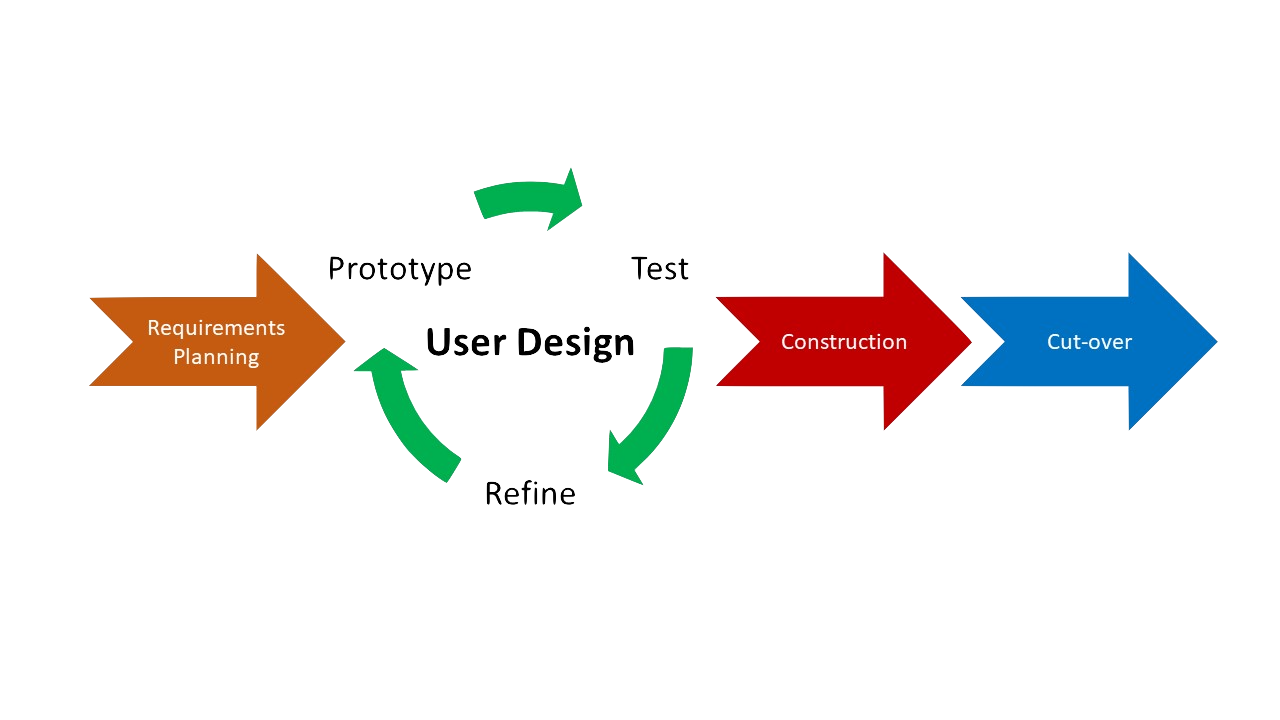 Requirements
Planning
Prototype
Test
User Design
Refine
Construction
Cut-over